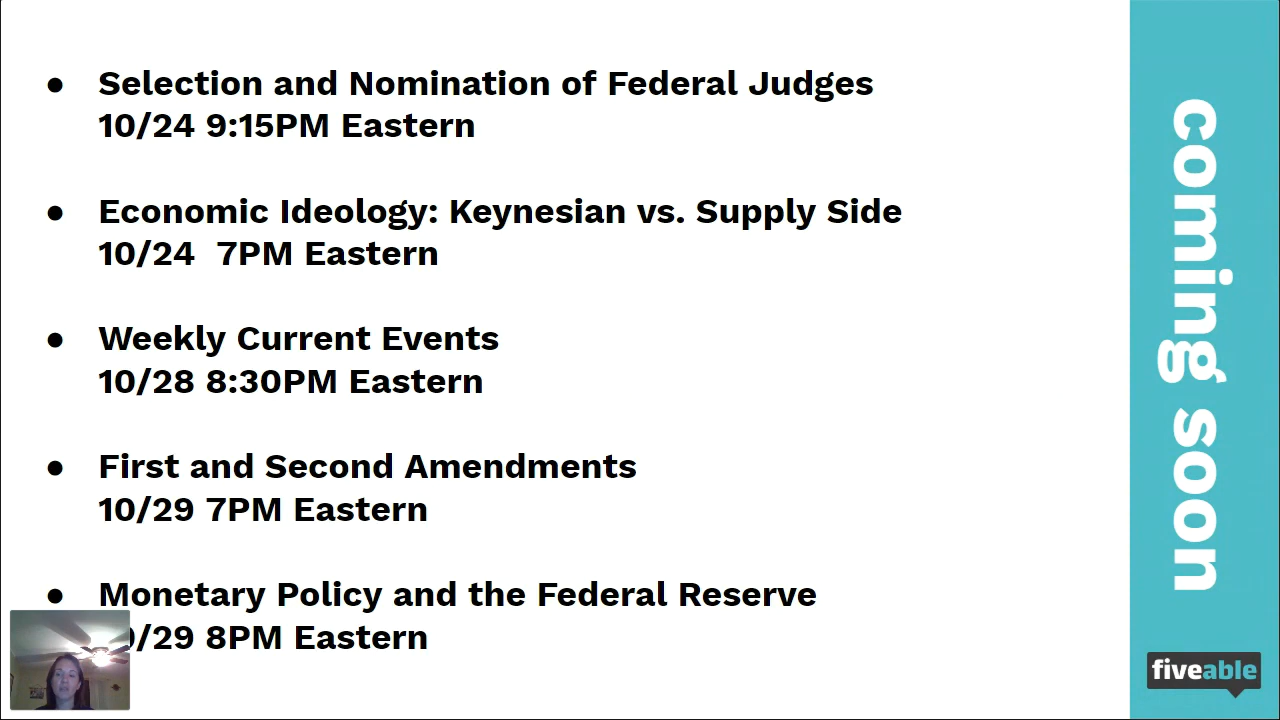 Selection and Nomination of Federal Judges
10/24 9:15PM Eastern
Economic Ideology: Keynesian vs. Supply Side
10/24  7PM Eastern
Weekly Current Events
10/28 8:30PM Eastern
First and Second Amendments
10/29 7PM Eastern
Monetary Policy and the Federal Reserve
/29 8PM Eastern
coming soon
fiveable